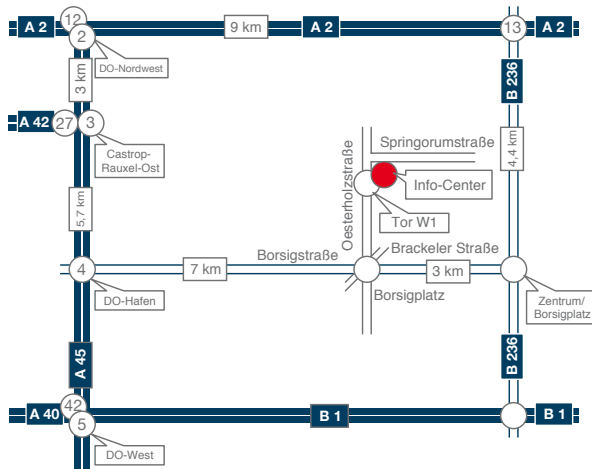 A 2
12
9 km
A 2
13
A 2
2
DO-Nordwest
3 km
B 236
A 42
27
3
Castrop-
Rauxel-Ost
4,4 km
Springorumstraße
Oesterholzstraße
Info-Center
Tor W1
5,7 km
Borsigstraße
Brackeler Straße
4
7 km
3 km
DO-Hafen
Borsigplatz
Zentrum/
Borsigplatz
A 45
B 236
A 40
42
B 1
B 1
5
DO-West